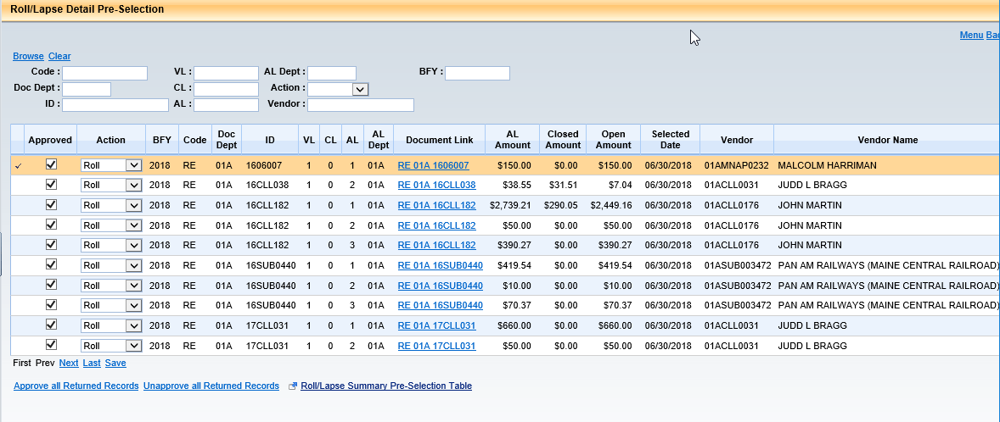 Roll/Lapse Detail Pre-Selection
Menu Bac
Browse Clear
Code : VL : AL Dept : BFY :
Doc Dept : CL : Action :
ID : AL : Vendor :
Approved Action BFY Code Doc Dept ID VL CL AL AL Dept Document Link AL Amount Closed Amount Open Amount Selected Date Vendor Vendor Name
Roll 2018 RE 01A 1606007 1 0 1 01A RE 01A 1606007 $150.00 $0.00 $150.00 06/30/2018 01AMNAP0232 MALCOLM HARRIMAN
Roll 2018 RE 01A 16CLL038 1 0 2 01A RE 01A 16CLL038 $38.55 $31.51 $7.04 06/30/2018 01ACLL0031 JUDD L BRAGG
Roll 2018 RE 01A 16CLL182 1 0 1 01A RE 01A 16CLL182 $2,739.21 $290.05 $2,449.16 06/30/2018 01ACLL0176 JOHN MARTIN
Roll 2018 RE 01A 16CLL182 1 0 2 01A RE 01A 16CLL182 $50.00 $0.00 $50.00 06/30/2018 01ACLL0176 JOHN MARTIN
Roll 2018 RE 01A 16CLL182 1 0 3 01A RE 01A 16CLL182 $390.27 $0.00 $390.27 06/30/2018 01ACLL0176 JOHN MARTIN
Roll 2018 RE 01A 16SUB0440 1 0 1 01A RE 01A 16SUB0440 $419.54 $0.00 $419.54 06/30/2018 01ASUB003472 PAN AM RAILWAYS (MAINE CENTRAL RAILROAD)
Roll 2018 RE 01A 16SUB0440 1 0 2 01A RE 01A 16SUB0440 $10.00 $0.00 $10.00 06/30/2018 01ASUB003472 PAN AM RAILWAYS (MAINE CENTRAL RAILROAD)
Roll 2018 RE 01A 16SUB0440 1 0 3 01A RE 01A 16SUB0440 $70.37 $0.00 $70.37 06/30/2018 01ASUB003472 PAN AM RAILWAYS (MAINE CENTRAL RAILROAD)
Roll 2018 RE 01A 17CLL031 1 0 1 01A RE 01A 17CLL031 $660.00 $0.00 $660.00 06/30/2018 01ACLL0031 JUDD L BRAGG
Roll 2018 RE 01A 17CLL031 1 0 2 01A RE 01A 17CLL031 $50.00 $0.00 $50.00 06/30/2018 01ACLL0031 JUDD L BRAGG
First Prev Next Last Save
Approve all Returned Records Unapprove all Returned Records Roll/Lapse Summary Pre-Selection Table